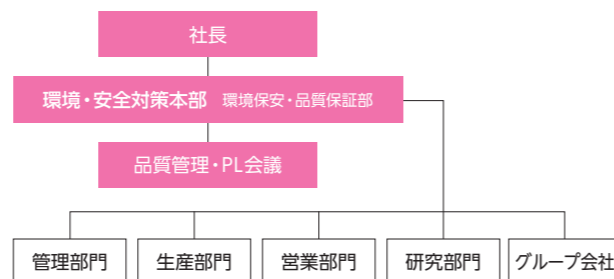 社長
環境・安全対策本部 環境保安・品質保証部
品質管理・PL会議
管理部門
生産部門
営業部門
研究部門
グループ会社